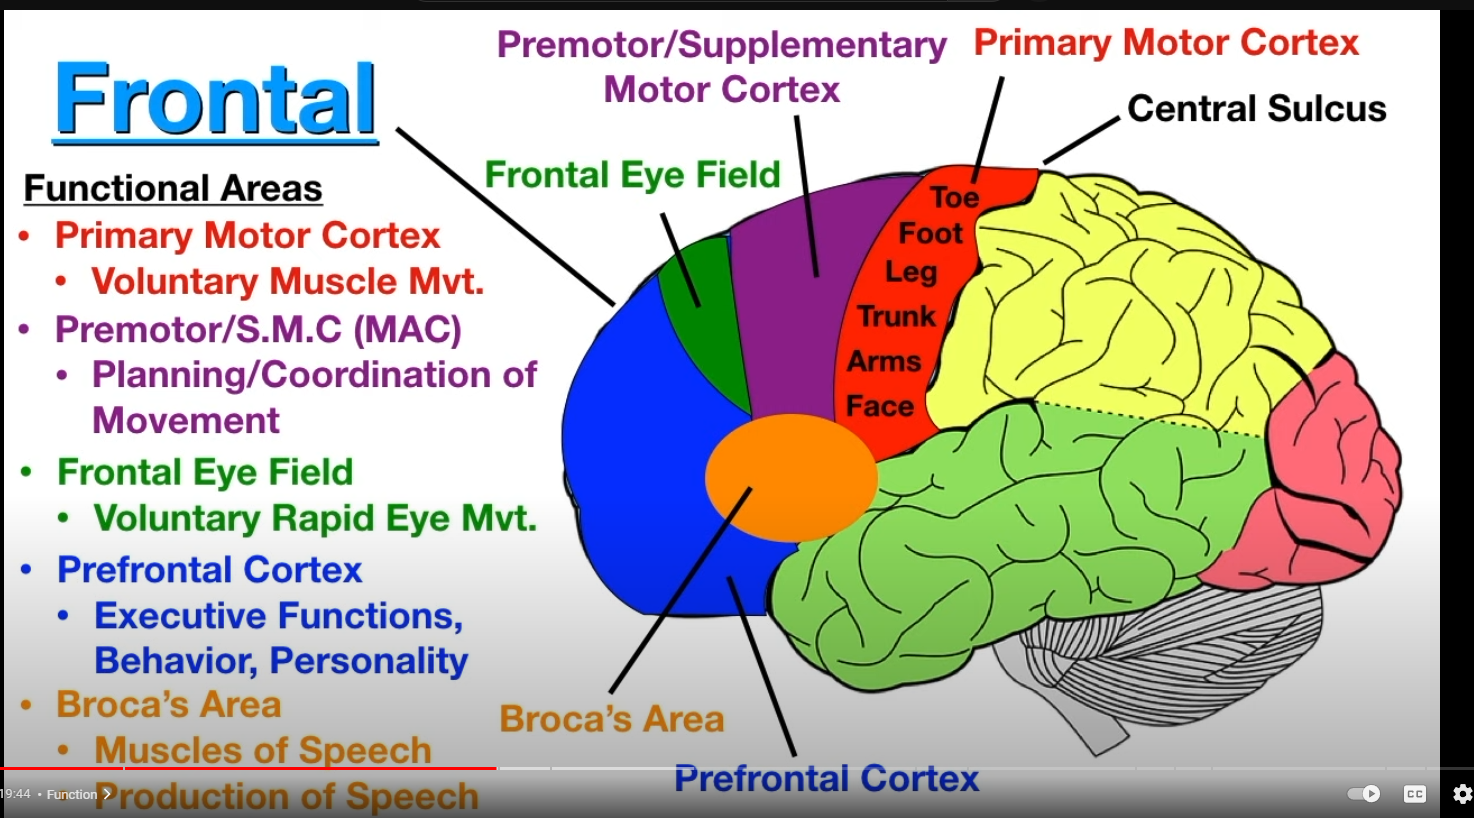 Frontal
Functional Areas
• Primary Motor Cortex
• Voluntary Muscle Mvt.
• Premotor/S.M.C (MAC)
• Planning/Coordination of
Movement
• Frontal Eye Field
• Voluntary Rapid Eye Mvt.
• Prefrontal Cortex
• Executive Functions,
Behavior, Personality
• Broca's Area
• Muscles of Speech
• Production of Speech
Premotor/Supplementary
Motor Cortex
Primary Motor Cortex
Central Sulcus
Frontal Eye Field
Toe
Foot
Leg
Trunk
Arms
Face
Broca's Area
Prefrontal Cortex
19:44 • Function
CC